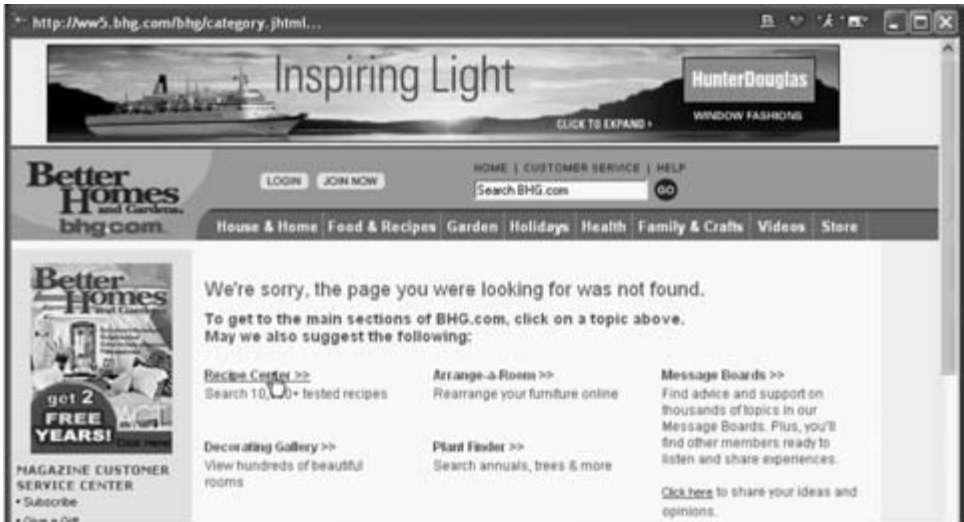 http://ww5.bhg.com/bhg/category.jhtml...
Inspiring Light
HunterDouglas
WINDOW FASHIONS
CLICK TO EXPAND
Better Homes and Gardens.
bhg.com
LOGIN JOIN NOW
HOME | CUSTOMER SERVICE | HELP
Search BHG.com GO
House & Home Food & Recipes Garden Holidays Health Family & Crafts Videos Store
Better Homes and Gardens
get 2
FREE
YEARS!
Click Here
MAGAZINE CUSTOMER
SERVICE CENTER
• Subscribe
• Give a Gift
We're sorry, the page you were looking for was not found.
To get to the main sections of BHG.com, click on a topic above.
May we also suggest the following:
Recipe Center >>
Search 10, 0+ tested recipes
Arrange-a-Room >>
Rearrange your furniture online
Message Boards >>
Find advice and support on
thousands of topics in our
Message Boards. Plus, you'll
find other members ready to
listen and share experiences.
Click here to share your ideas and
opinions.
Decorating Gallery >>
View hundreds of beautiful
rooms
Plant Finder >>
Search annuals, trees & more